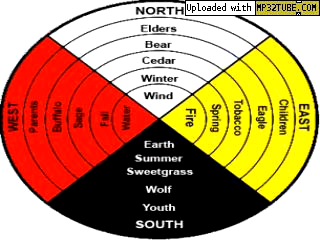 Uploaded with MP32TUBE.COM
NORTH
Elders
Bear
Cedar
Winter
Wind
WEST
Parents
Buffalo
Sage
Fall
Water
Fire
Spring
Tobacco
Eagle
Children
EAST
Earth
Summer
Sweetgrass
Wolf
Youth
SOUTH